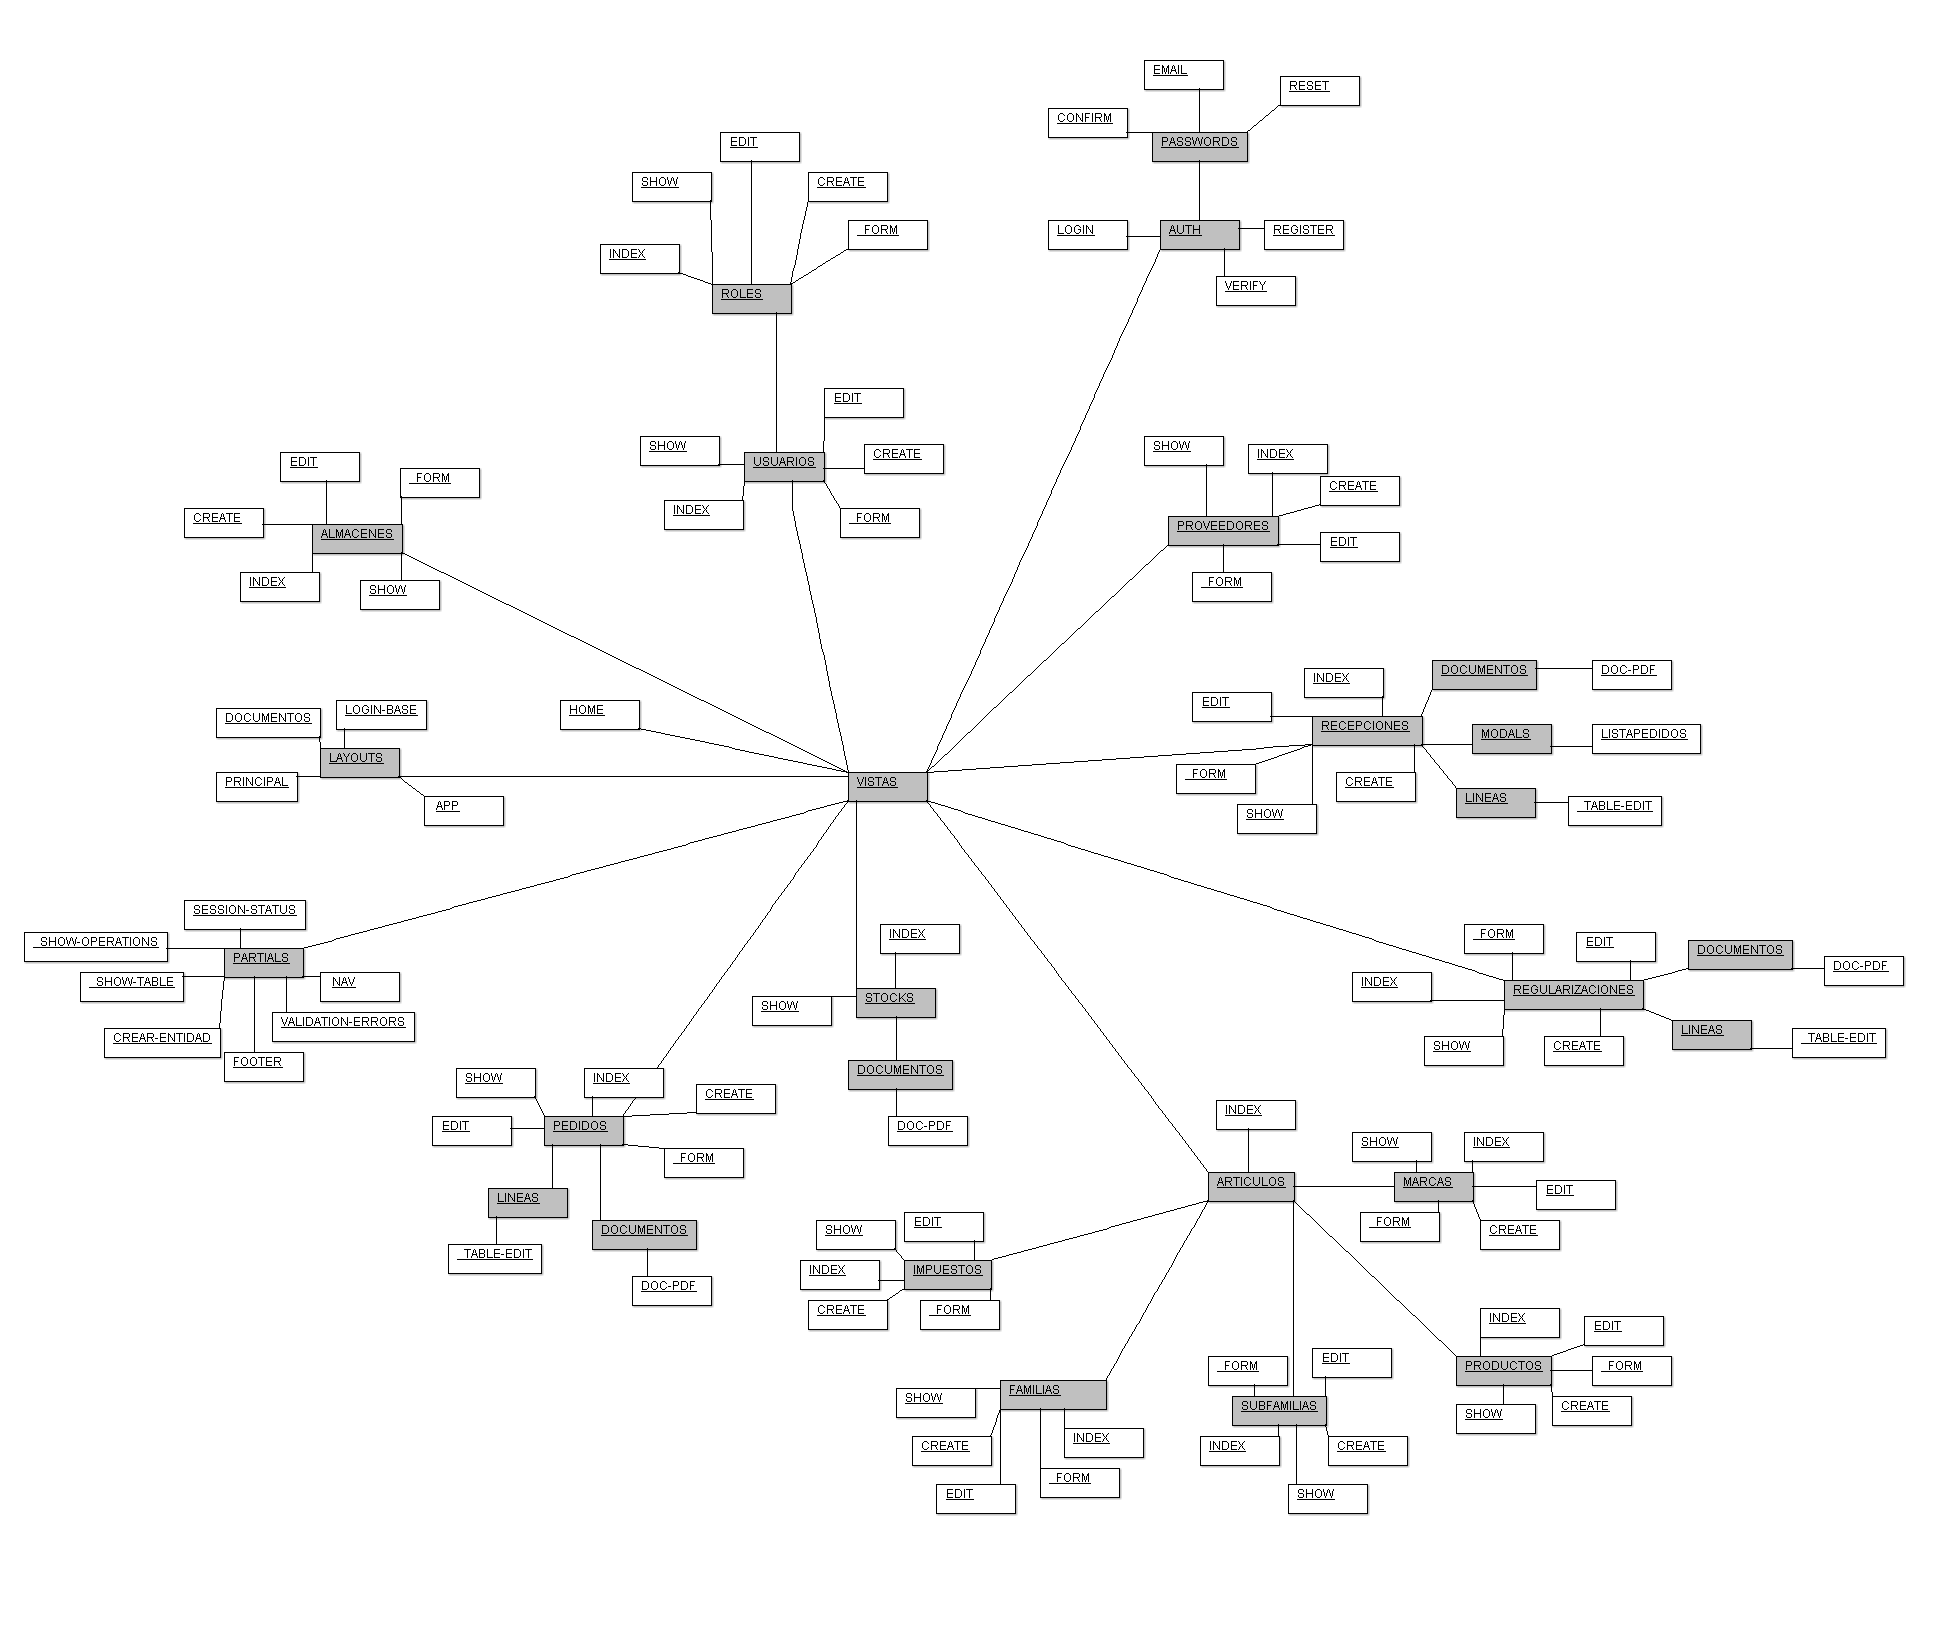 EMAIL
RESET
CONFIRM
PASSWORDS
LOGIN
AUTH
REGISTER
VERIFY
EDIT
SHOW
CREATE
_FORM
INDEX
ROLES
EDIT
SHOW
CREATE
USUARIOS
INDEX
_FORM
EDIT
_FORM
CREATE
ALMACENES
INDEX
SHOW
SHOW
INDEX
CREATE
PROVEEDORES
EDIT
_FORM
DOCUMENTOS
LOGIN-BASE
LAYOUTS
PRINCIPAL
APP
HOME
VISTAS
INDEX
DOCUMENTOS
DOC-PDF
EDIT
RECEPCIONES
MODALS
LISTAPEDIDOS
_FORM
CREATE
LINEAS
_TABLE-EDIT
SHOW
SESSION-STATUS
_SHOW-OPERATIONS
PARTIALS
_SHOW-TABLE
NAV
VALIDATION-ERRORS
CREAR-ENTIDAD
FOOTER
INDEX
SHOW
STOCKS
DOCUMENTOS
DOC-PDF
_FORM
EDIT
DOCUMENTOS
DOC-PDF
INDEX
REGULARIZACIONES
LINEAS
_TABLE-EDIT
SHOW
CREATE
SHOW
INDEX
CREATE
EDIT
PEDIDOS
_FORM
LINEAS
DOCUMENTOS
_TABLE-EDIT
DOC-PDF
INDEX
ARTICULOS
SHOW
INDEX
MARCAS
EDIT
_FORM
CREATE
SHOW
EDIT
INDEX
IMPUESTOS
CREATE
_FORM
INDEX
EDIT
PRODUCTOS
_FORM
SHOW
CREATE
FAMILIAS
SHOW
CREATE
INDEX
_FORM
EDIT
_FORM
EDIT
SUBFAMILIAS
INDEX
CREATE
SHOW